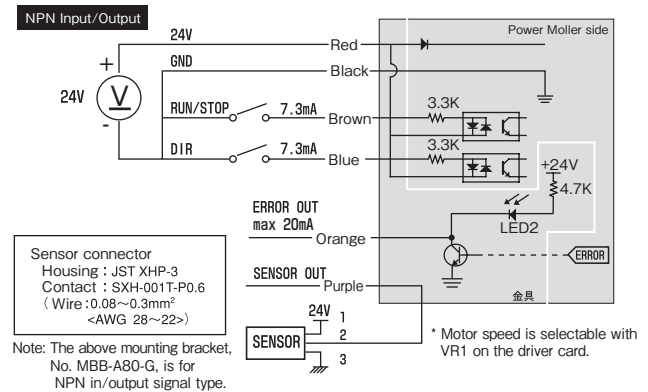 NPN Input/Output
Power Moller side
24V
Red
GND
Black
+
24V
V
-
RUN/STOP
7.3mA
Brown
3.3K
DIR
7.3mA
Blue
3.3K
+24V
4.7K
LED2
ERROR OUT
max 20mA
Orange
ERROR
SENSOR OUT
Purple
金具
Sensor connector
Housing：JST XHP-3
Contact：SXH-001T-P0.6
（Wire：0.08～0.3mm²
<AWG 28～22>）
24V
1
SENSOR
2
3
* Motor speed is selectable with
VR1 on the driver card.
Note: The above mounting bracket,
No. MBB-A80-G, is for
NPN in/output signal type.